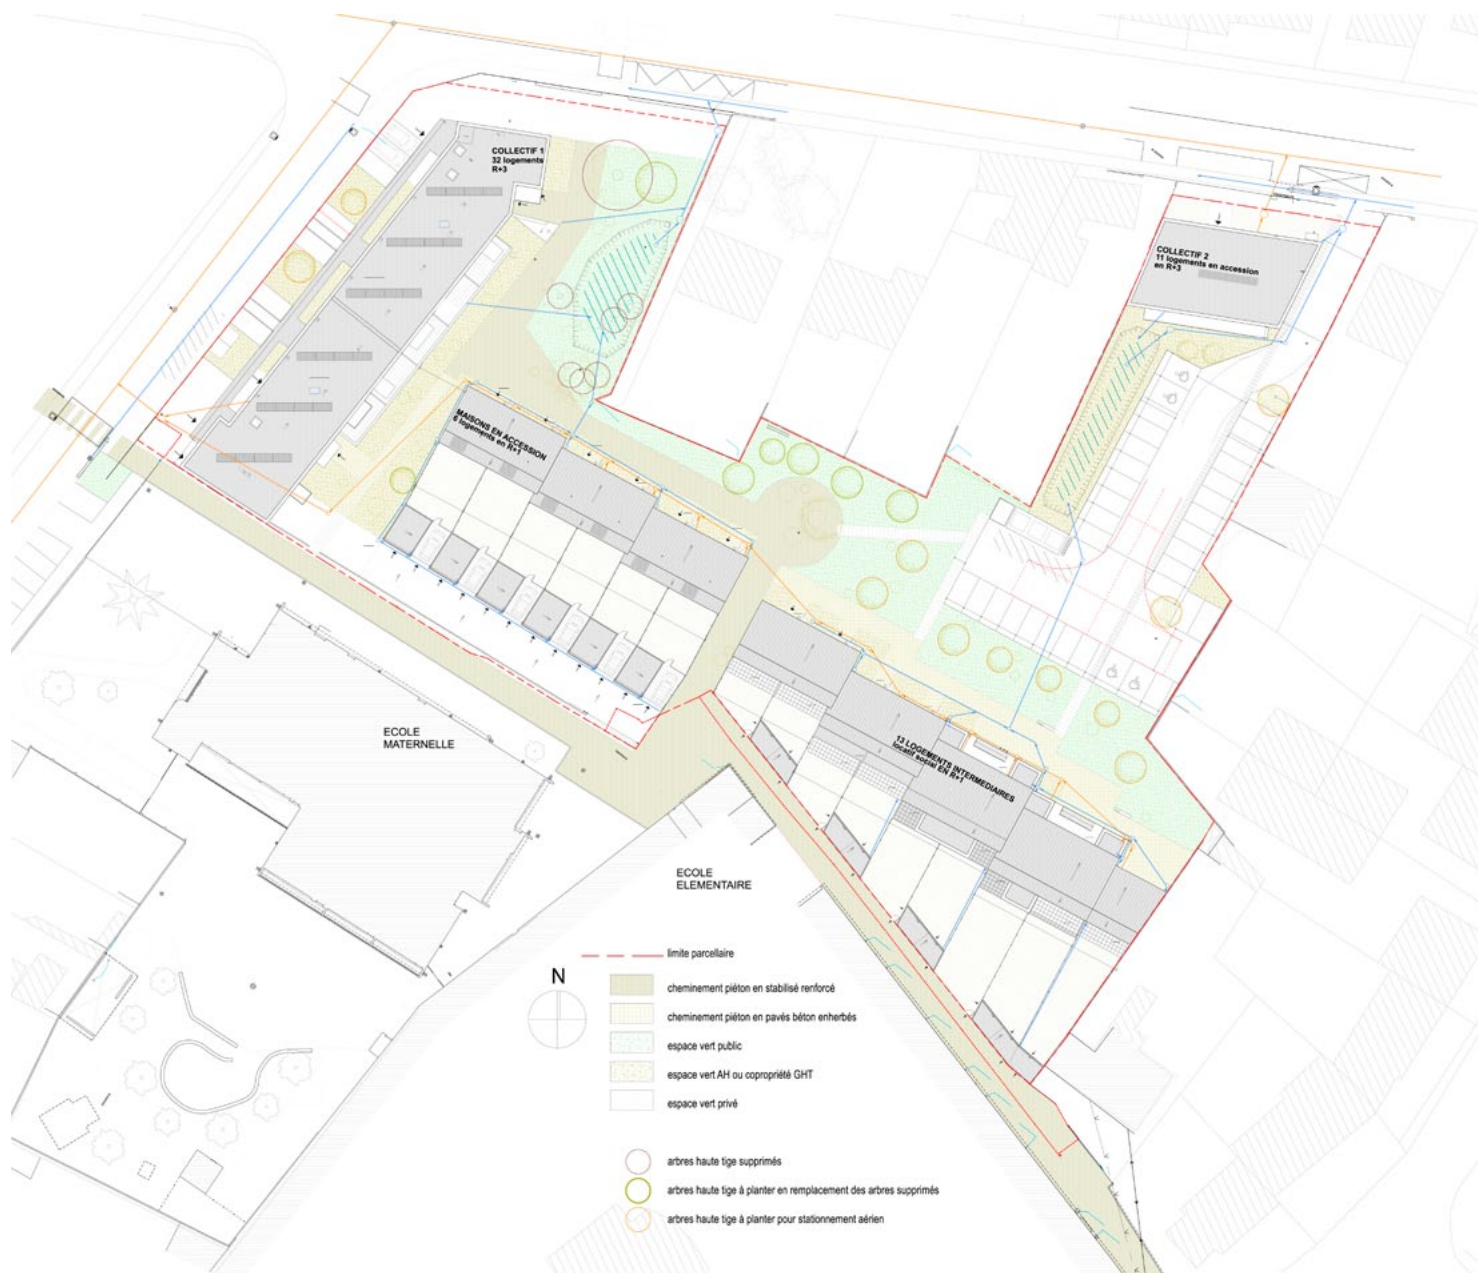 COLLECTIF 1
32 logements
R+3
COLLECTIF 2
11 logements en accession
en R+3
MAISONS EN ACCESSION
6 logements en R+1
13 LOGEMENTS INTERMEDIAIRES
locatif social EN R+1
ECOLE
MATERNELLE
ECOLE
ELEMENTAIRE
N
limite parcellaire
cheminement piéton en stabilisé renforcé
cheminement piéton en pavés béton enherbés
espace vert public
espace vert AH ou copropriété GHT
espace vert privé
arbres haute tige supprimés
arbres haute tige à planter en remplacement des arbres supprimés
arbres haute tige à planter pour stationnement aérien